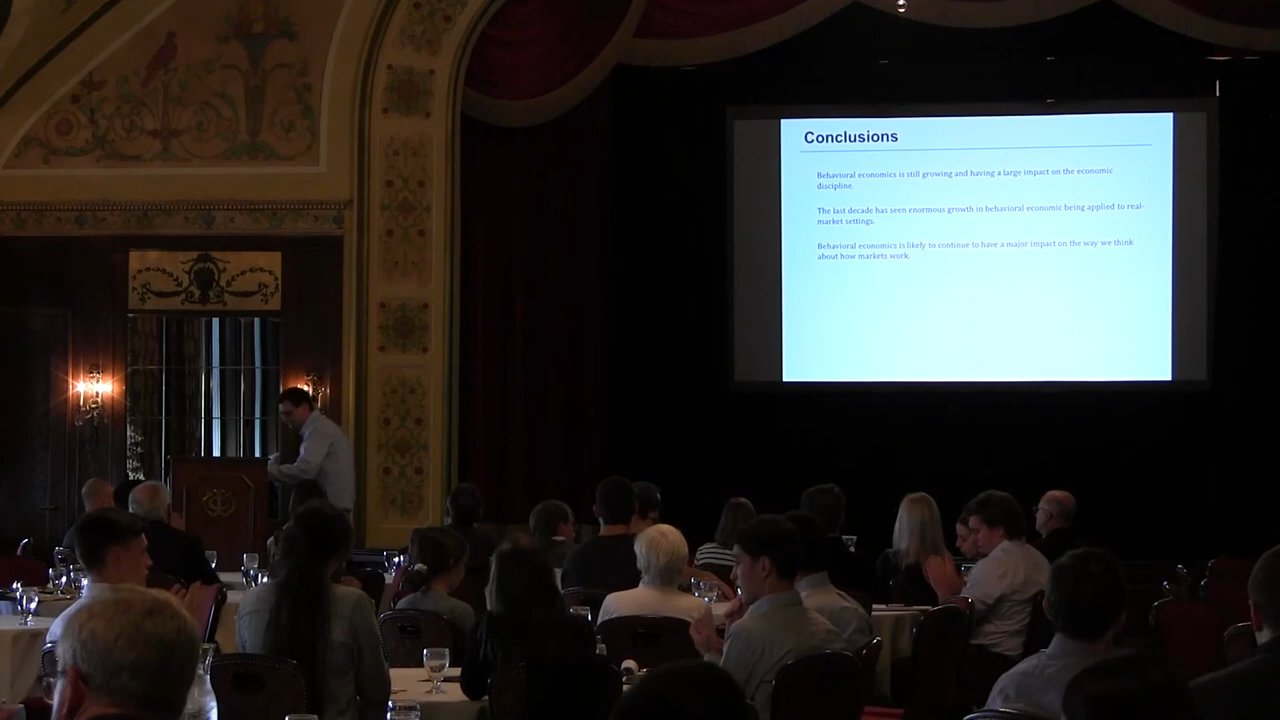 Conclusions
Behavioral economics is still growing and having a large impact on the economic
discipline.
The last decade has seen enormous growth in behavioral economic being applied to real-
market settings.
Behavioral economics is likely to continue to have a major impact on the way we think
about how markets work.